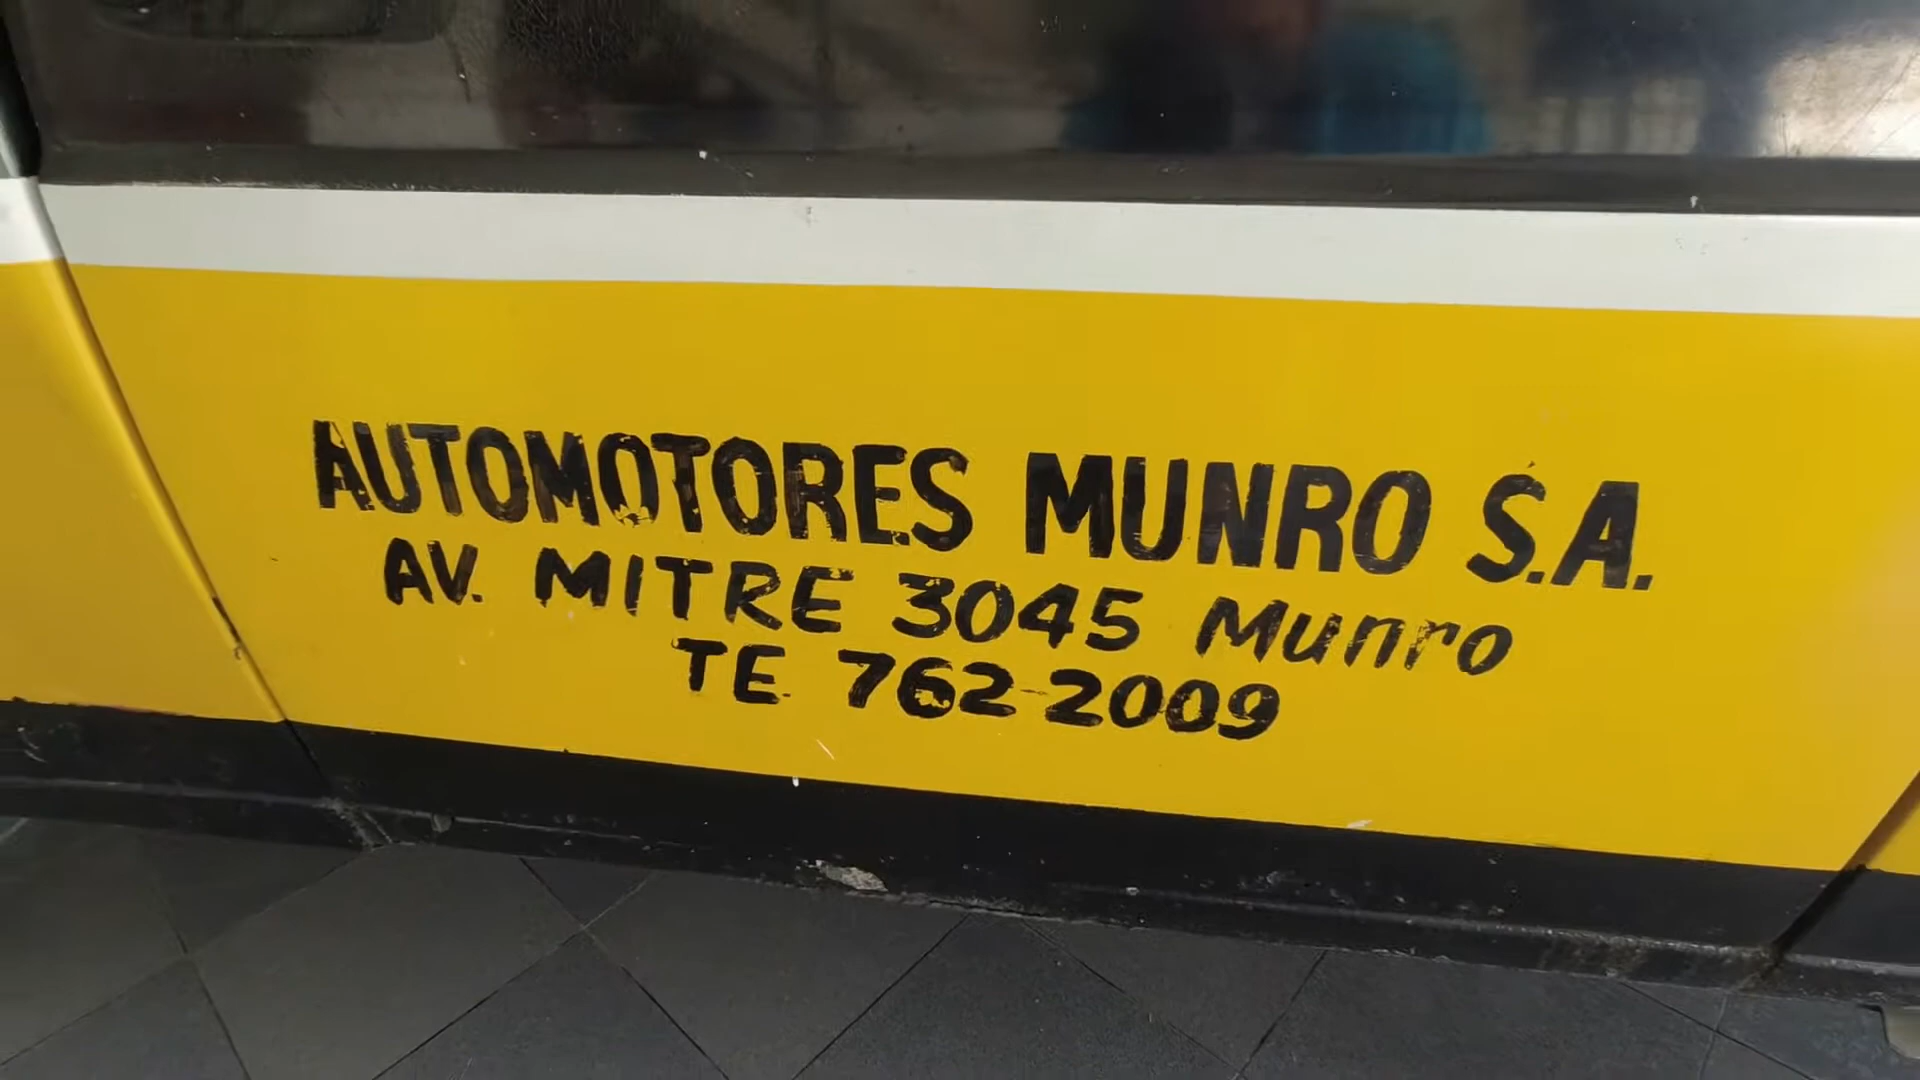 AUTOMOTORES MUNRO S.A.
AV. MITRE 3045 Munro
TE. 762-2009